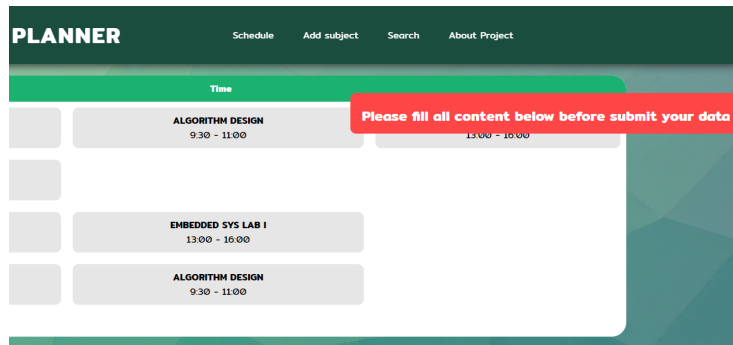 PLANNER
Schedule Add subject Search About Project
Time
Please fill all content below before submit your data
ALGORITHM DESIGN
9:30 - 11:00
13:00 - 16:00
EMBEDDED SYS LAB I
13:00 - 16:00
ALGORITHM DESIGN
9:30 - 11:00